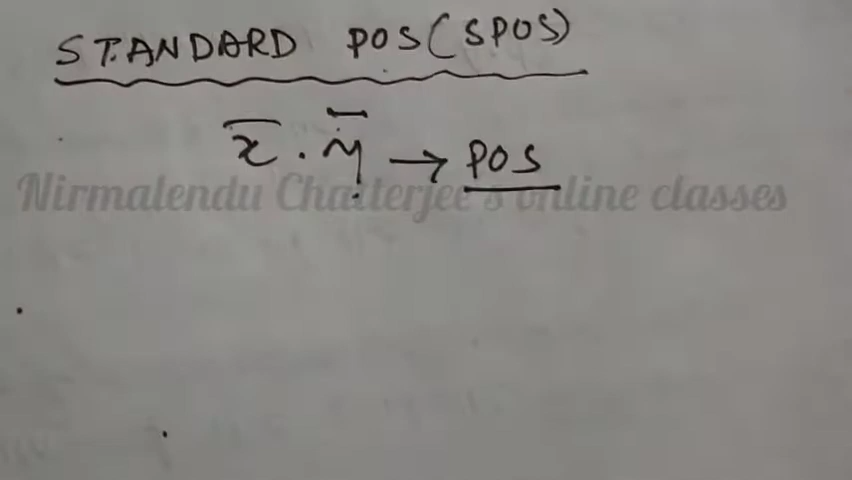 STANDARD POS (SPOS)
x̅ . y̅ → POS
Nirmalendu Chatterjee's online classes